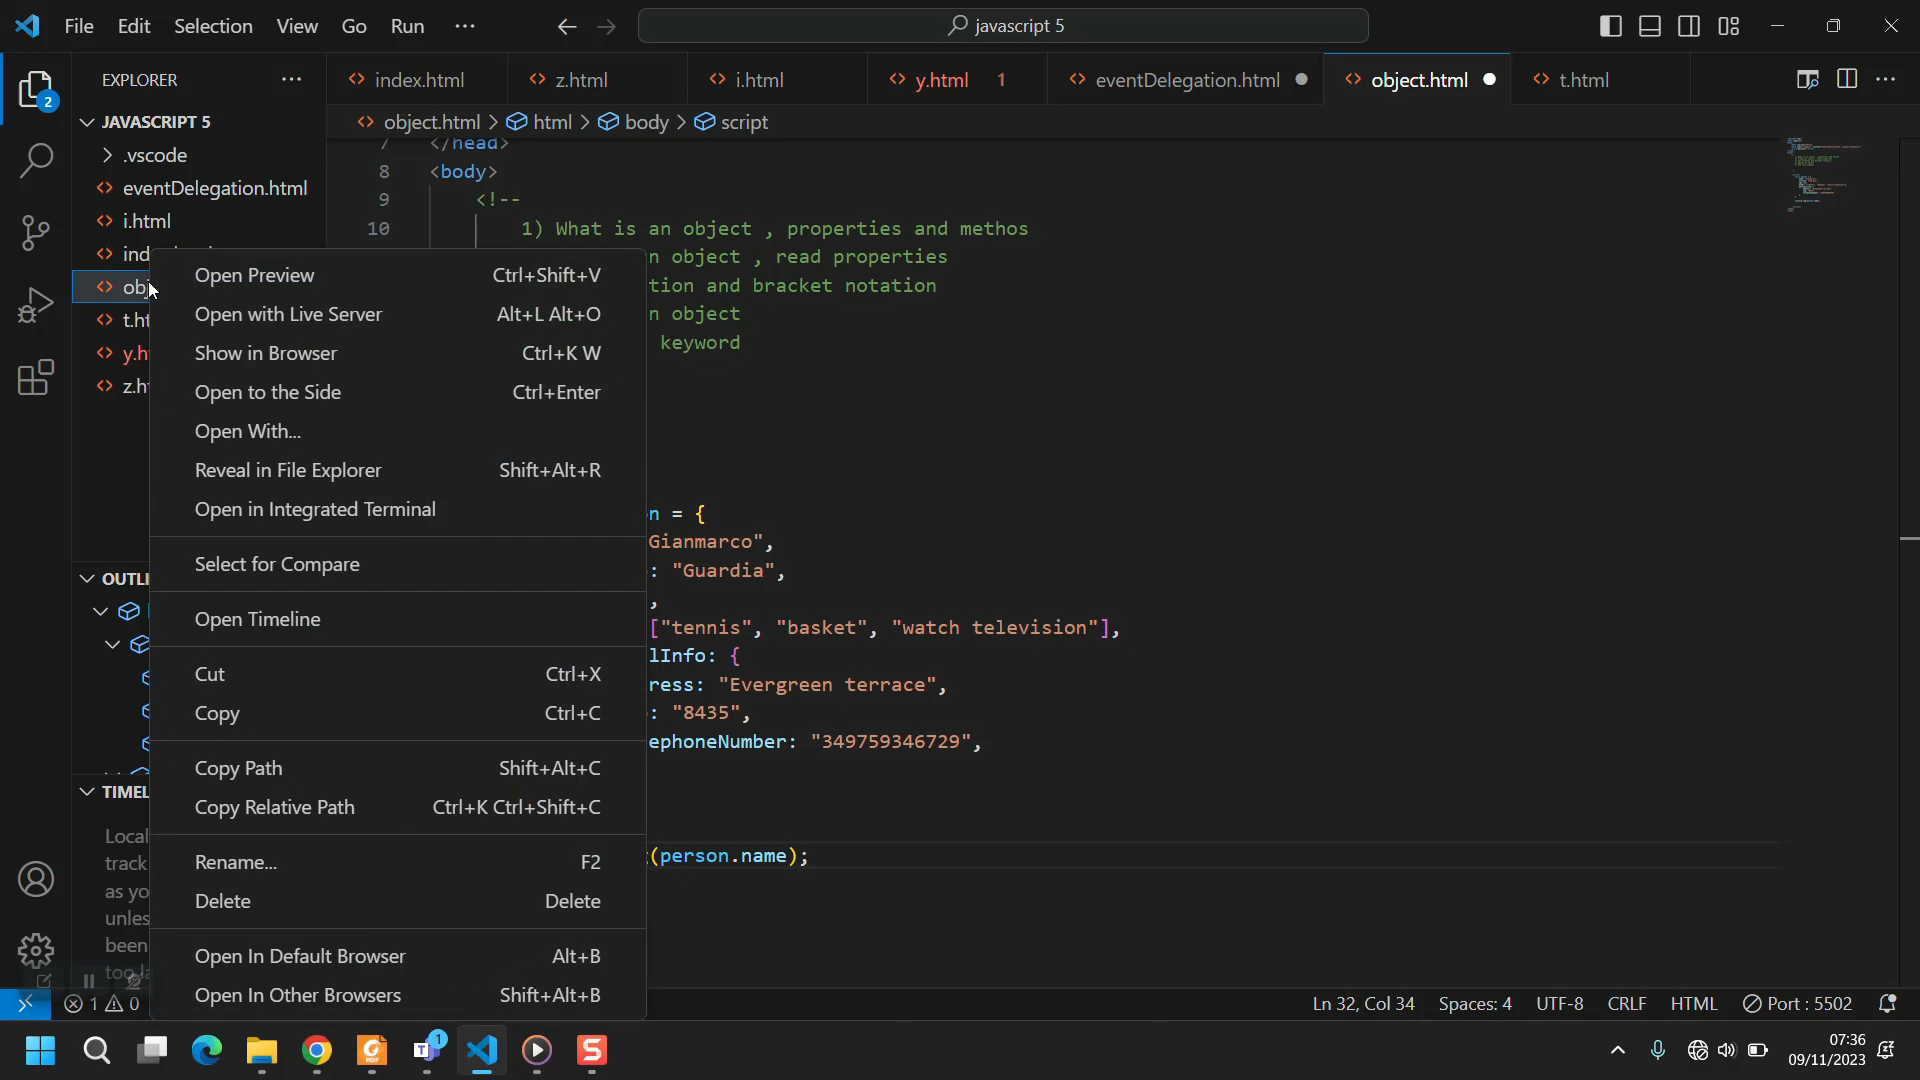 File Edit Selection View Go Run ···
javascript 5
EXPLORER ···
index.html
z.html
i.html
y.html 1
eventDelegation.html
object.html
t.html
2
JAVASCRIPT 5
.vscode
eventDelegation.html
i.html
ind
obj
t.ht
y.h
z.h
OUTLI
TIMEL
Local
track
as yo
unles
been
too la
object.html > html > body > script
7 </head>
8 <body>
9 <!--
10 1) What is an object , properties and methos
n object , read properties
tion and bracket notation
n object
keyword
n = {
Gianmarco",
: "Guardia",
,
["tennis", "basket", "watch television"],
lInfo: {
ress: "Evergreen terrace",
: "8435",
ephoneNumber: "349759346729",
(person.name);
Open Preview Ctrl+Shift+V
Open with Live Server Alt+L Alt+O
Show in Browser Ctrl+K W
Open to the Side Ctrl+Enter
Open With...
Reveal in File Explorer Shift+Alt+R
Open in Integrated Terminal
Select for Compare
Open Timeline
Cut Ctrl+X
Copy Ctrl+C
Copy Path Shift+Alt+C
Copy Relative Path Ctrl+K Ctrl+Shift+C
Rename... F2
Delete Delete
Open In Default Browser Alt+B
Open In Other Browsers Shift+Alt+B
1 0
Ln 32, Col 34 Spaces: 4 UTF-8 CRLF HTML Port : 5502
1
07:36
09/11/2023